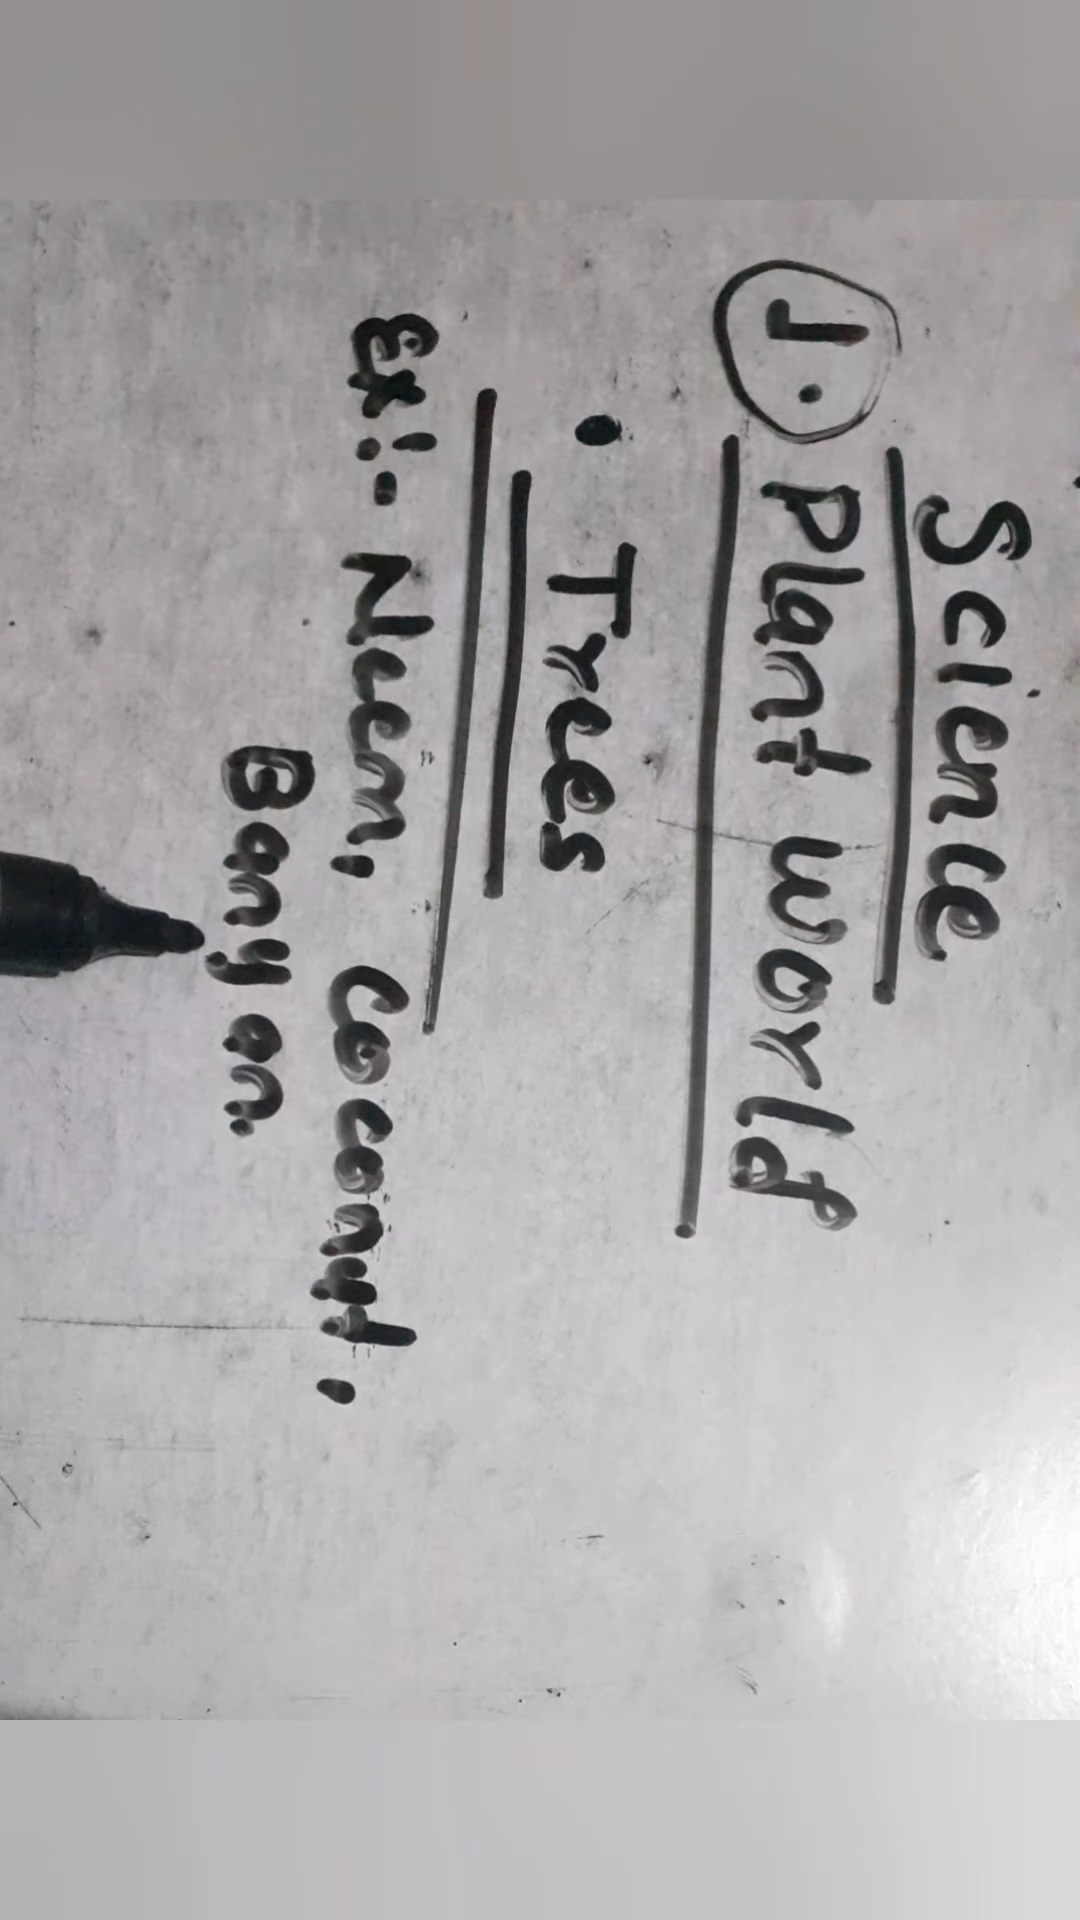 Science
1. Plant world
• Trees
Ex:- Neem, Coconut,
Banyan.